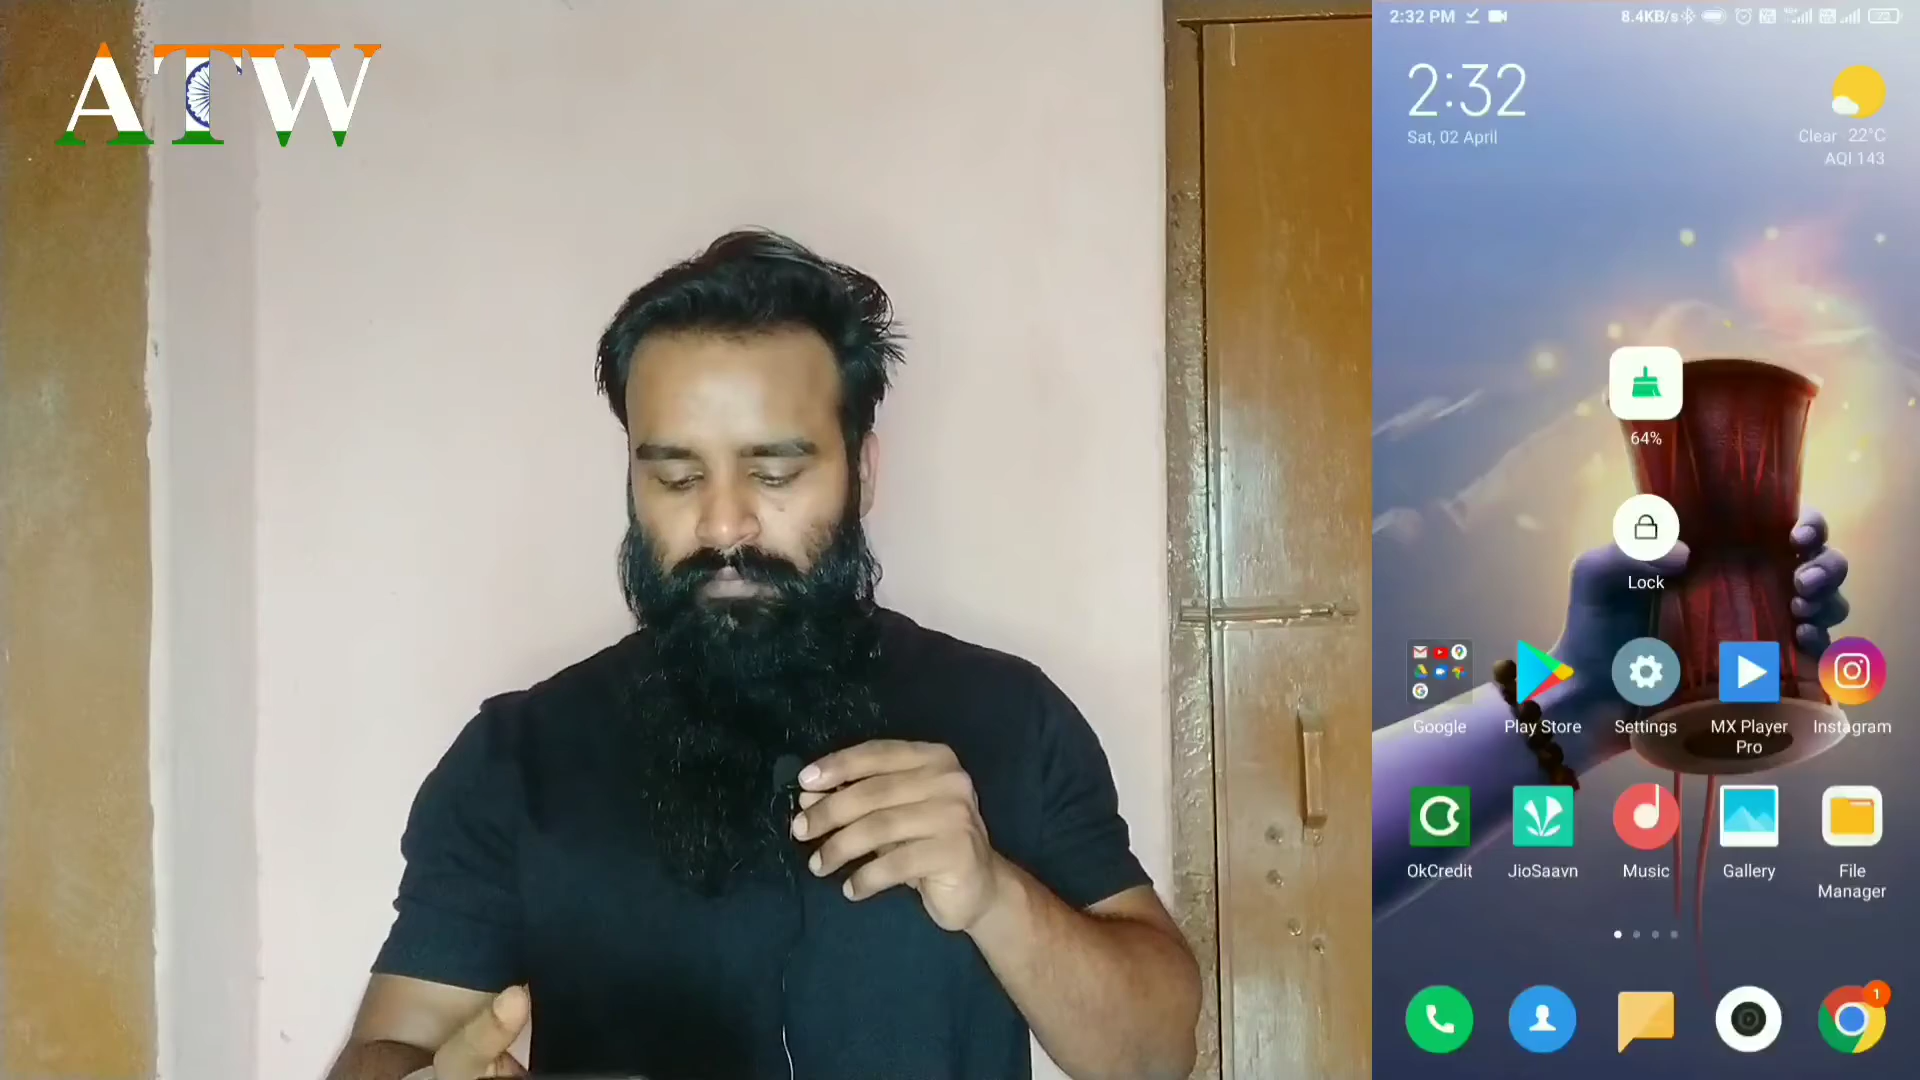 ATW
2:32 PM
8.4KB/s
2:32
Sat, 02 April
Clear 22°C
AQI 143
64%
Lock
Google
Play Store
Settings
MX Player
Pro
Instagram
OkCredit
JioSaavn
Music
Gallery
File
Manager
1